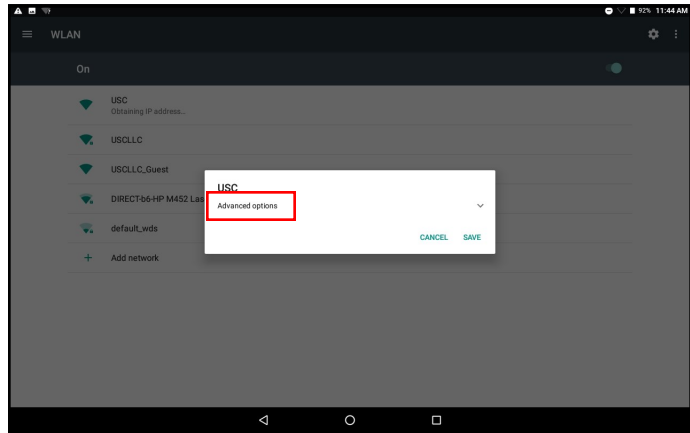 92% 11:44 AM
WLAN
On
USC
Obtaining IP address...
USCLLC
USCLLC_Guest
DIRECT-b6-HP M452 Las
default_wds
Add network
USC
Advanced options
CANCEL SAVE